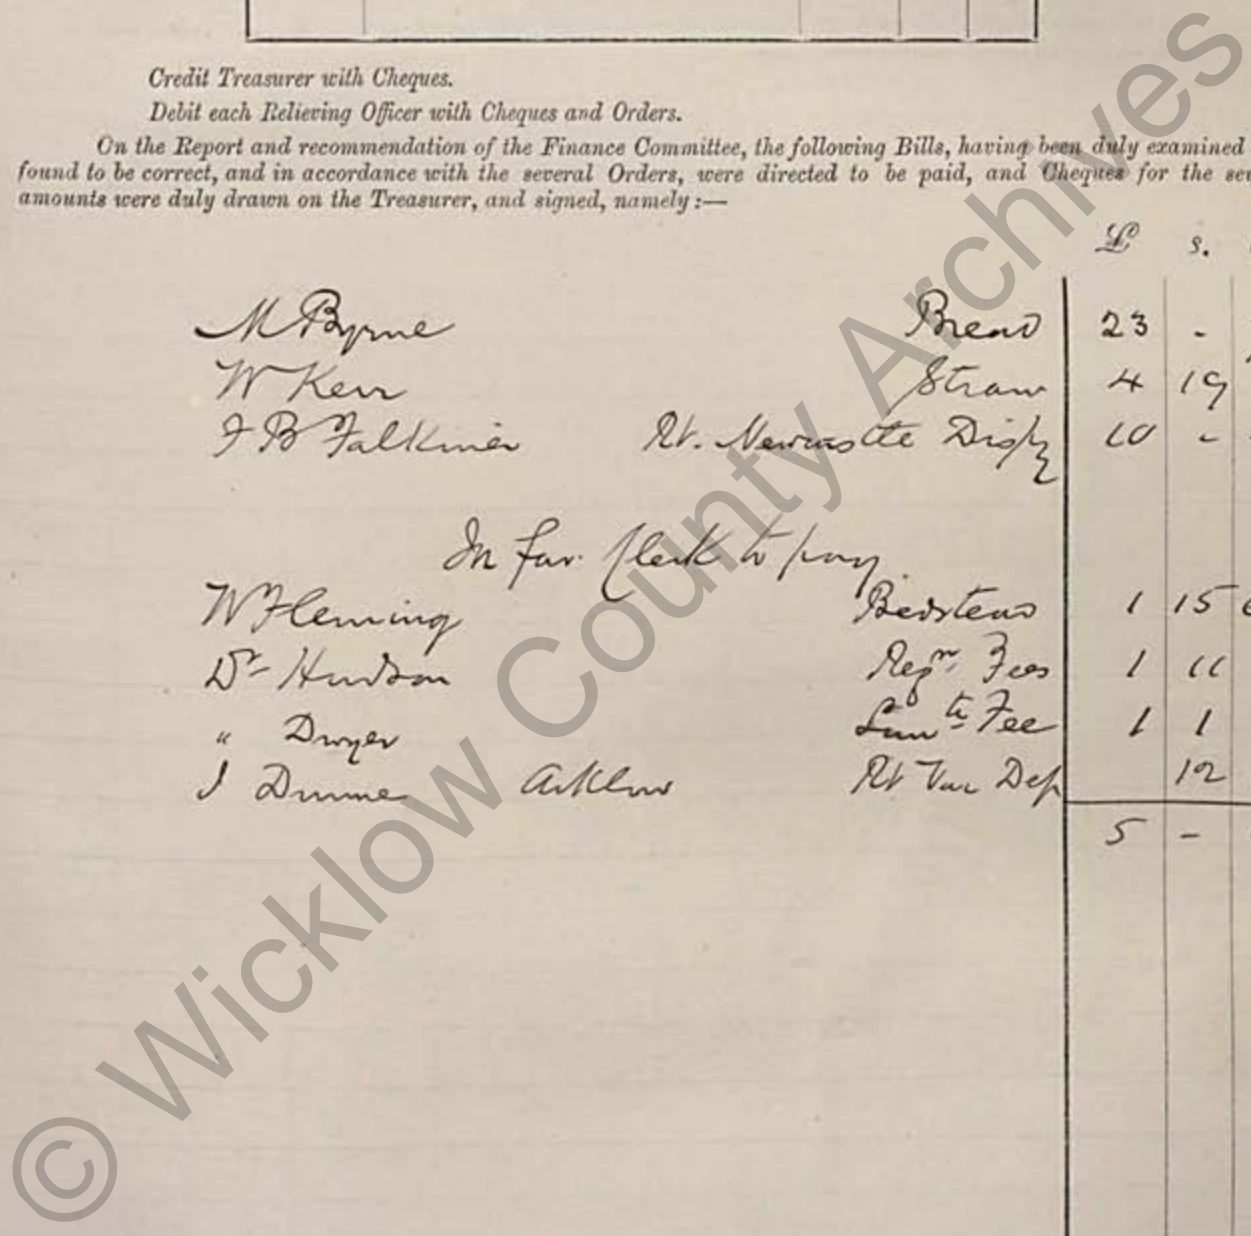 Credit Treasurer with Cheques.
Debit each Relieving Officer with Cheques and Orders.
On the Report and recommendation of the Finance Committee, the following Bills, having been duly examined
found to be correct, and in accordance with the several Orders, were directed to be paid, and Cheques for the
amounts were duly drawn on the Treasurer, and signed, namely :—
£ s.
M Byrne Bread 23 -
W Kerr Straw 4 19
F B Falkiner Rt. Newcastle Dispy 10 -
In fav. Clerk to pay
W Fleming Bedsteads 1 15
Dr Hudson Regn. Fees 1 11
" Dwyer Fee 1 1
J Dunne Arklow Rt Vac Dep 12
5 -
© Wicklow County Archives